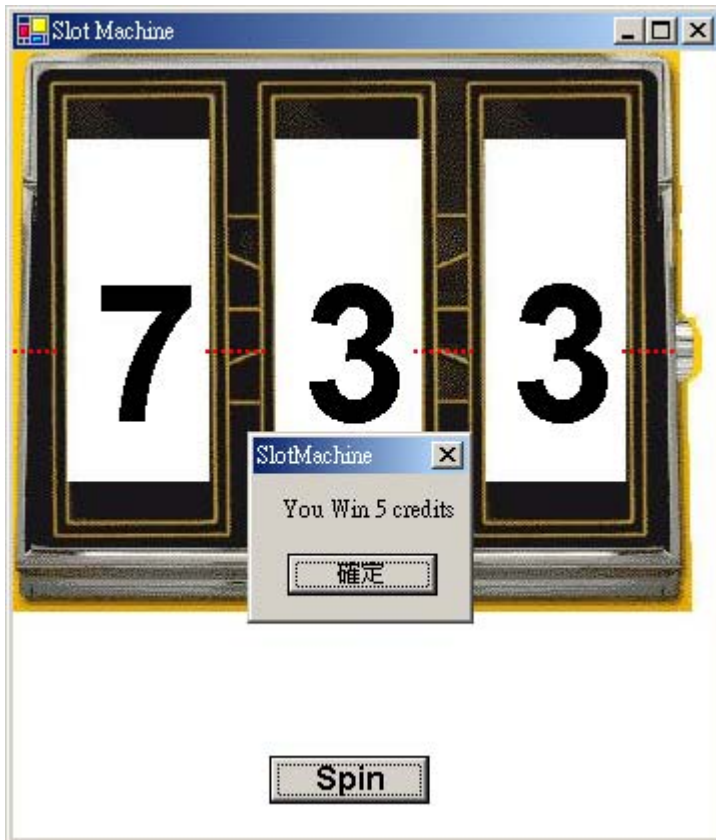 Slot Machine
7 3 3
SlotMachine
You Win 5 credits
確定
Spin